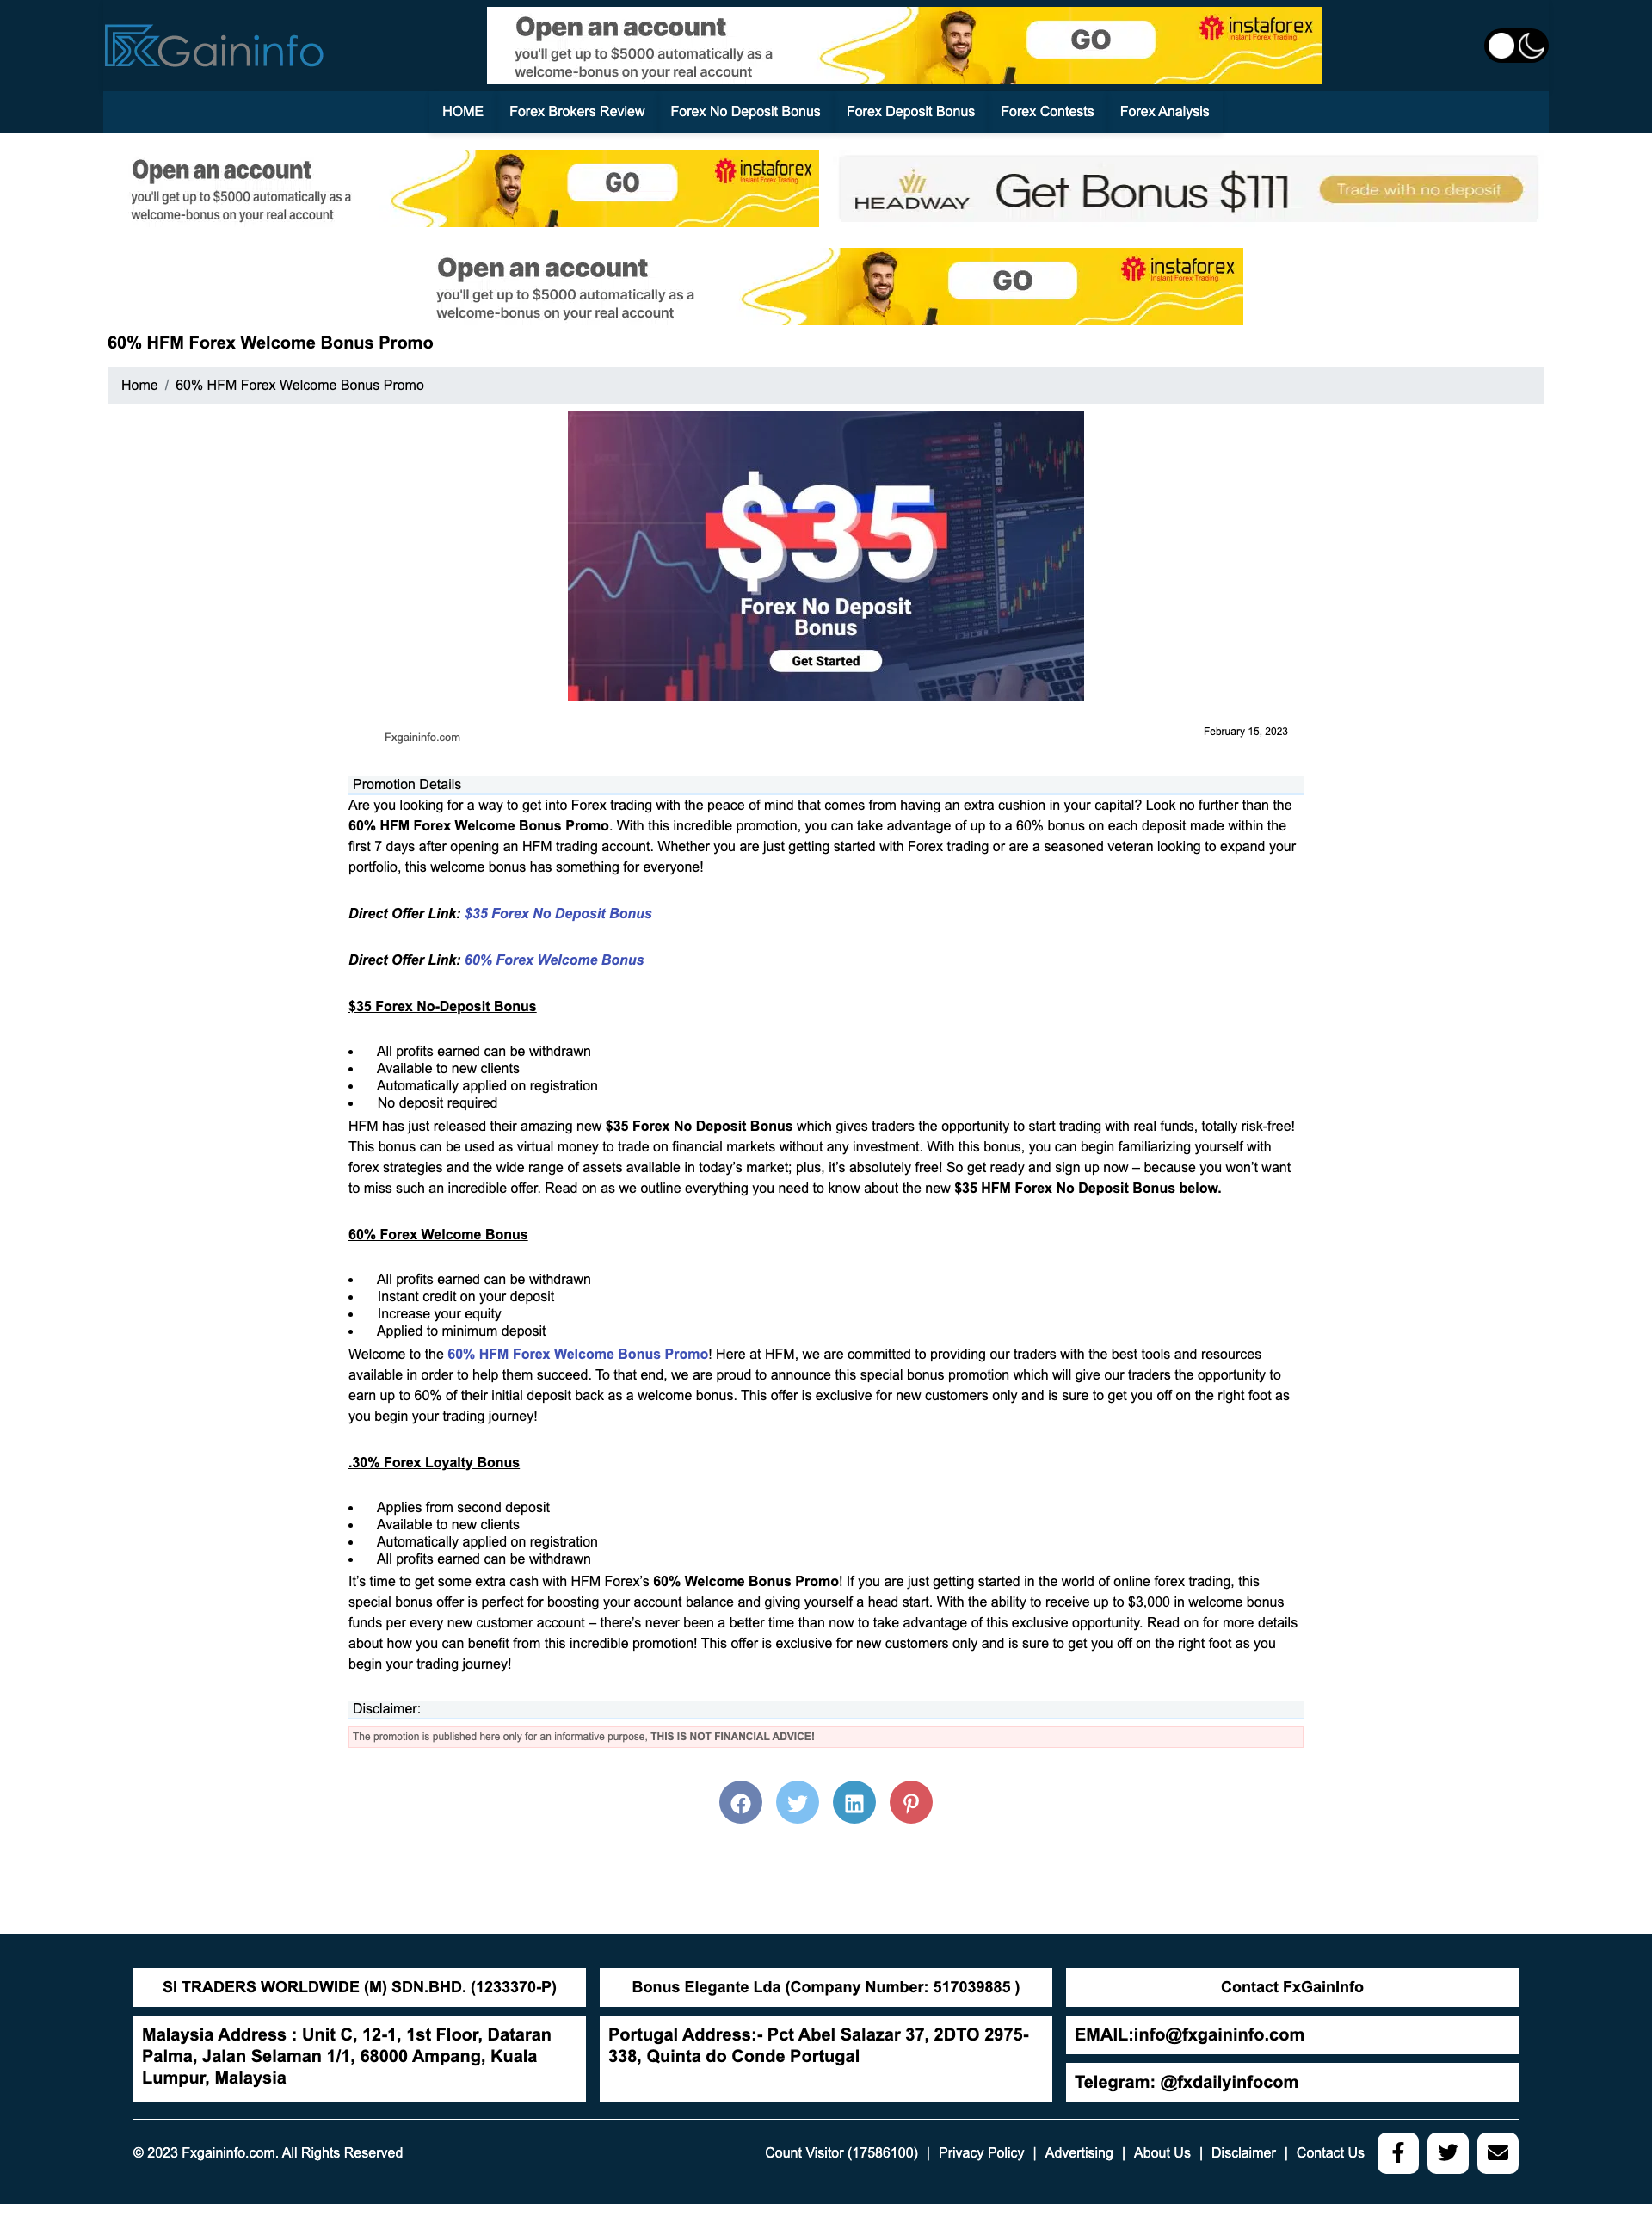 FXGaininfo
Open an account
you'll get up to $5000 automatically as a
welcome-bonus on your real account
GO
instaforex
Instant Forex Trading
HOME Forex Brokers Review Forex No Deposit Bonus Forex Deposit Bonus Forex Contests Forex Analysis
Open an account
you'll get up to $5000 automatically as a
welcome-bonus on your real account
GO
instaforex
Instant Forex Trading
HEADWAY
Get Bonus $111
Trade with no deposit
Open an account
you'll get up to $5000 automatically as a
welcome-bonus on your real account
GO
instaforex
Instant Forex Trading
60% HFM Forex Welcome Bonus Promo
Home / 60% HFM Forex Welcome Bonus Promo
$35
Forex No Deposit
Bonus
Get Started
Fxgaininfo.com
February 15, 2023
Promotion Details
Are you looking for a way to get into Forex trading with the peace of mind that comes from having an extra cushion in your capital? Look no further than the
60% HFM Forex Welcome Bonus Promo. With this incredible promotion, you can take advantage of up to a 60% bonus on each deposit made within the
first 7 days after opening an HFM trading account. Whether you are just getting started with Forex trading or are a seasoned veteran looking to expand your
portfolio, this welcome bonus has something for everyone!
Direct Offer Link: $35 Forex No Deposit Bonus
Direct Offer Link: 60% Forex Welcome Bonus
$35 Forex No-Deposit Bonus
• All profits earned can be withdrawn
• Available to new clients
• Automatically applied on registration
• No deposit required
HFM has just released their amazing new $35 Forex No Deposit Bonus which gives traders the opportunity to start trading with real funds, totally risk-free!
This bonus can be used as virtual money to trade on financial markets without any investment. With this bonus, you can begin familiarizing yourself with
forex strategies and the wide range of assets available in today’s market; plus, it’s absolutely free! So get ready and sign up now – because you won’t want
to miss such an incredible offer. Read on as we outline everything you need to know about the new $35 HFM Forex No Deposit Bonus below.
60% Forex Welcome Bonus
• All profits earned can be withdrawn
• Instant credit on your deposit
• Increase your equity
• Applied to minimum deposit
Welcome to the 60% HFM Forex Welcome Bonus Promo! Here at HFM, we are committed to providing our traders with the best tools and resources
available in order to help them succeed. To that end, we are proud to announce this special bonus promotion which will give our traders the opportunity to
earn up to 60% of their initial deposit back as a welcome bonus. This offer is exclusive for new customers only and is sure to get you off on the right foot as
you begin your trading journey!
.30% Forex Loyalty Bonus
• Applies from second deposit
• Available to new clients
• Automatically applied on registration
• All profits earned can be withdrawn
It’s time to get some extra cash with HFM Forex’s 60% Welcome Bonus Promo! If you are just getting started in the world of online forex trading, this
special bonus offer is perfect for boosting your account balance and giving yourself a head start. With the ability to receive up to $3,000 in welcome bonus
funds per every new customer account – there’s never been a better time than now to take advantage of this exclusive opportunity. Read on for more details
about how you can benefit from this incredible promotion! This offer is exclusive for new customers only and is sure to get you off on the right foot as you
begin your trading journey!
Disclaimer:
The promotion is published here only for an informative purpose, THIS IS NOT FINANCIAL ADVICE!
SI TRADERS WORLDWIDE (M) SDN.BHD. (1233370-P)
Malaysia Address : Unit C, 12-1, 1st Floor, Dataran
Palma, Jalan Selaman 1/1, 68000 Ampang, Kuala
Lumpur, Malaysia
Bonus Elegante Lda (Company Number: 517039885 )
Portugal Address:- Pct Abel Salazar 37, 2DTO 2975-
338, Quinta do Conde Portugal
Contact FxGainInfo
EMAIL:info@fxgaininfo.com
Telegram: @fxdailyinfocom
© 2023 Fxgaininfo.com. All Rights Reserved
Count Visitor (17586100) | Privacy Policy | Advertising | About Us | Disclaimer | Contact Us